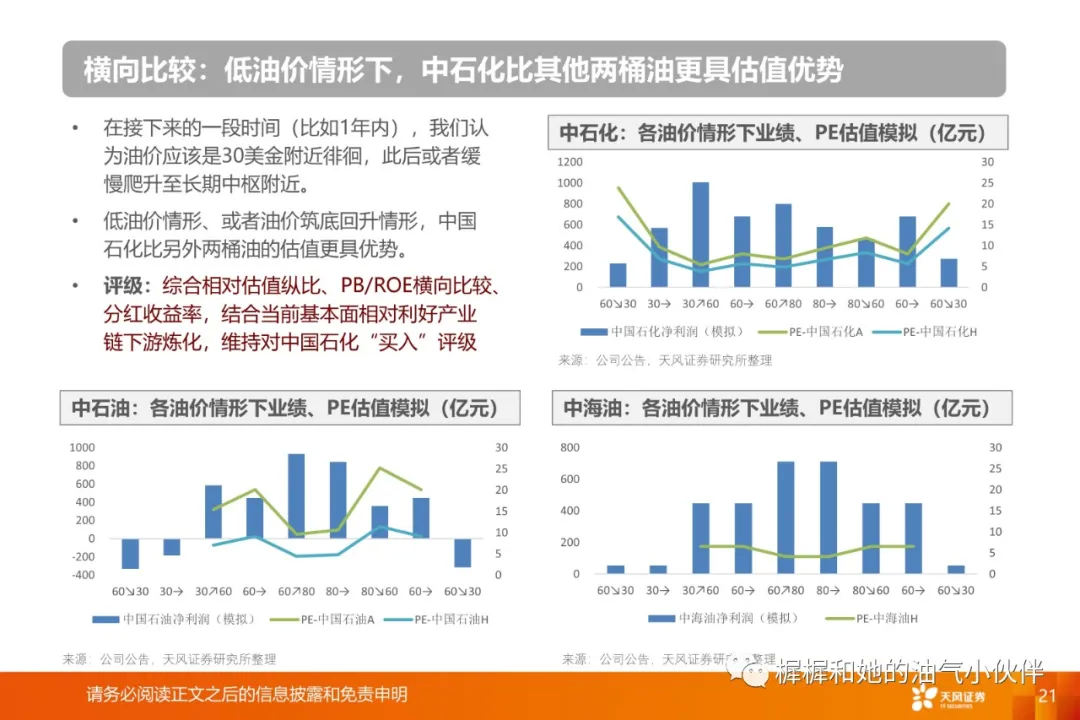 横向比较：低油价情形下，中石化比其他两桶油更具估值优势
• 在接下来的一段时间（比如1年内），我们认
为油价应该是30美金附近徘徊，此后或者缓
慢爬升至长期中枢附近。
• 低油价情形、或者油价筑底回升情形，中国
石化比另外两桶油的估值更具优势。
• 评级：综合相对估值纵比、PB/ROE横向比较、
分红收益率，结合当前基本面相对利好产业
链下游炼化，维持对中国石化“买入”评级
中石化：各油价情形下业绩、PE估值模拟（亿元）
1200 30
1000 25
800 20
600 15
400 10
200 5
0 0
60↘30 30→ 30↗60 60→ 60↗80 80→ 80↘60 60→ 60↘30
中国石化净利润（模拟） PE-中国石化A PE-中国石化H
来源：公司公告，天风证券研究所整理
中石油：各油价情形下业绩、PE估值模拟（亿元）
1000 30
800 25
600 20
400 15
200 10
0 5
-200 0
-400
60↘30 30→ 30↗60 60→ 60↗80 80→ 80↘60 60→ 60↘30
中国石油净利润（模拟） PE-中国石油A PE-中国石油H
来源：公司公告，天风证券研究所整理
中海油：各油价情形下业绩、PE估值模拟（亿元）
800 30
600 25
400 20
200 15
0 10
5
0
60↘30 30→ 30↗60 60→ 60↗80 80→ 80↘60 60→ 60↘30
中海油净利润（模拟） PE-中海油H
来源：公司公告，天风证券研究所整理
樨樨和她的油气小伙伴
请务必阅读正文之后的信息披露和免责申明
天风证券
TF SECURITIES
21